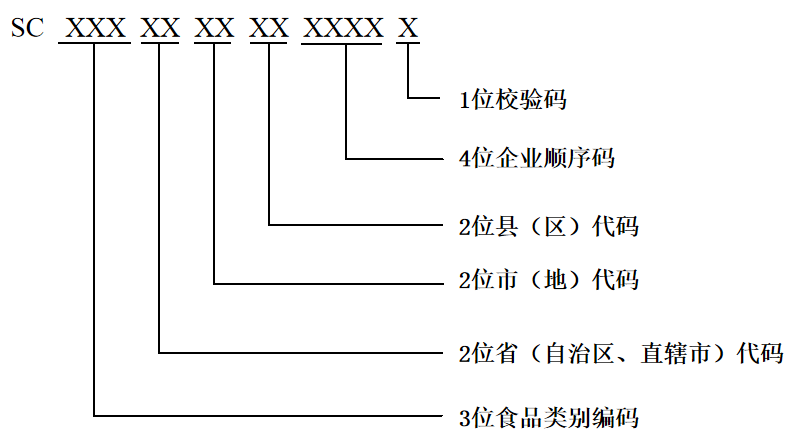 SC XXX XX XX XX XXXX X
1位校验码
4位企业顺序码
2位县（区）代码
2位市（地）代码
2位省（自治区、直辖市）代码
3位食品类别编码